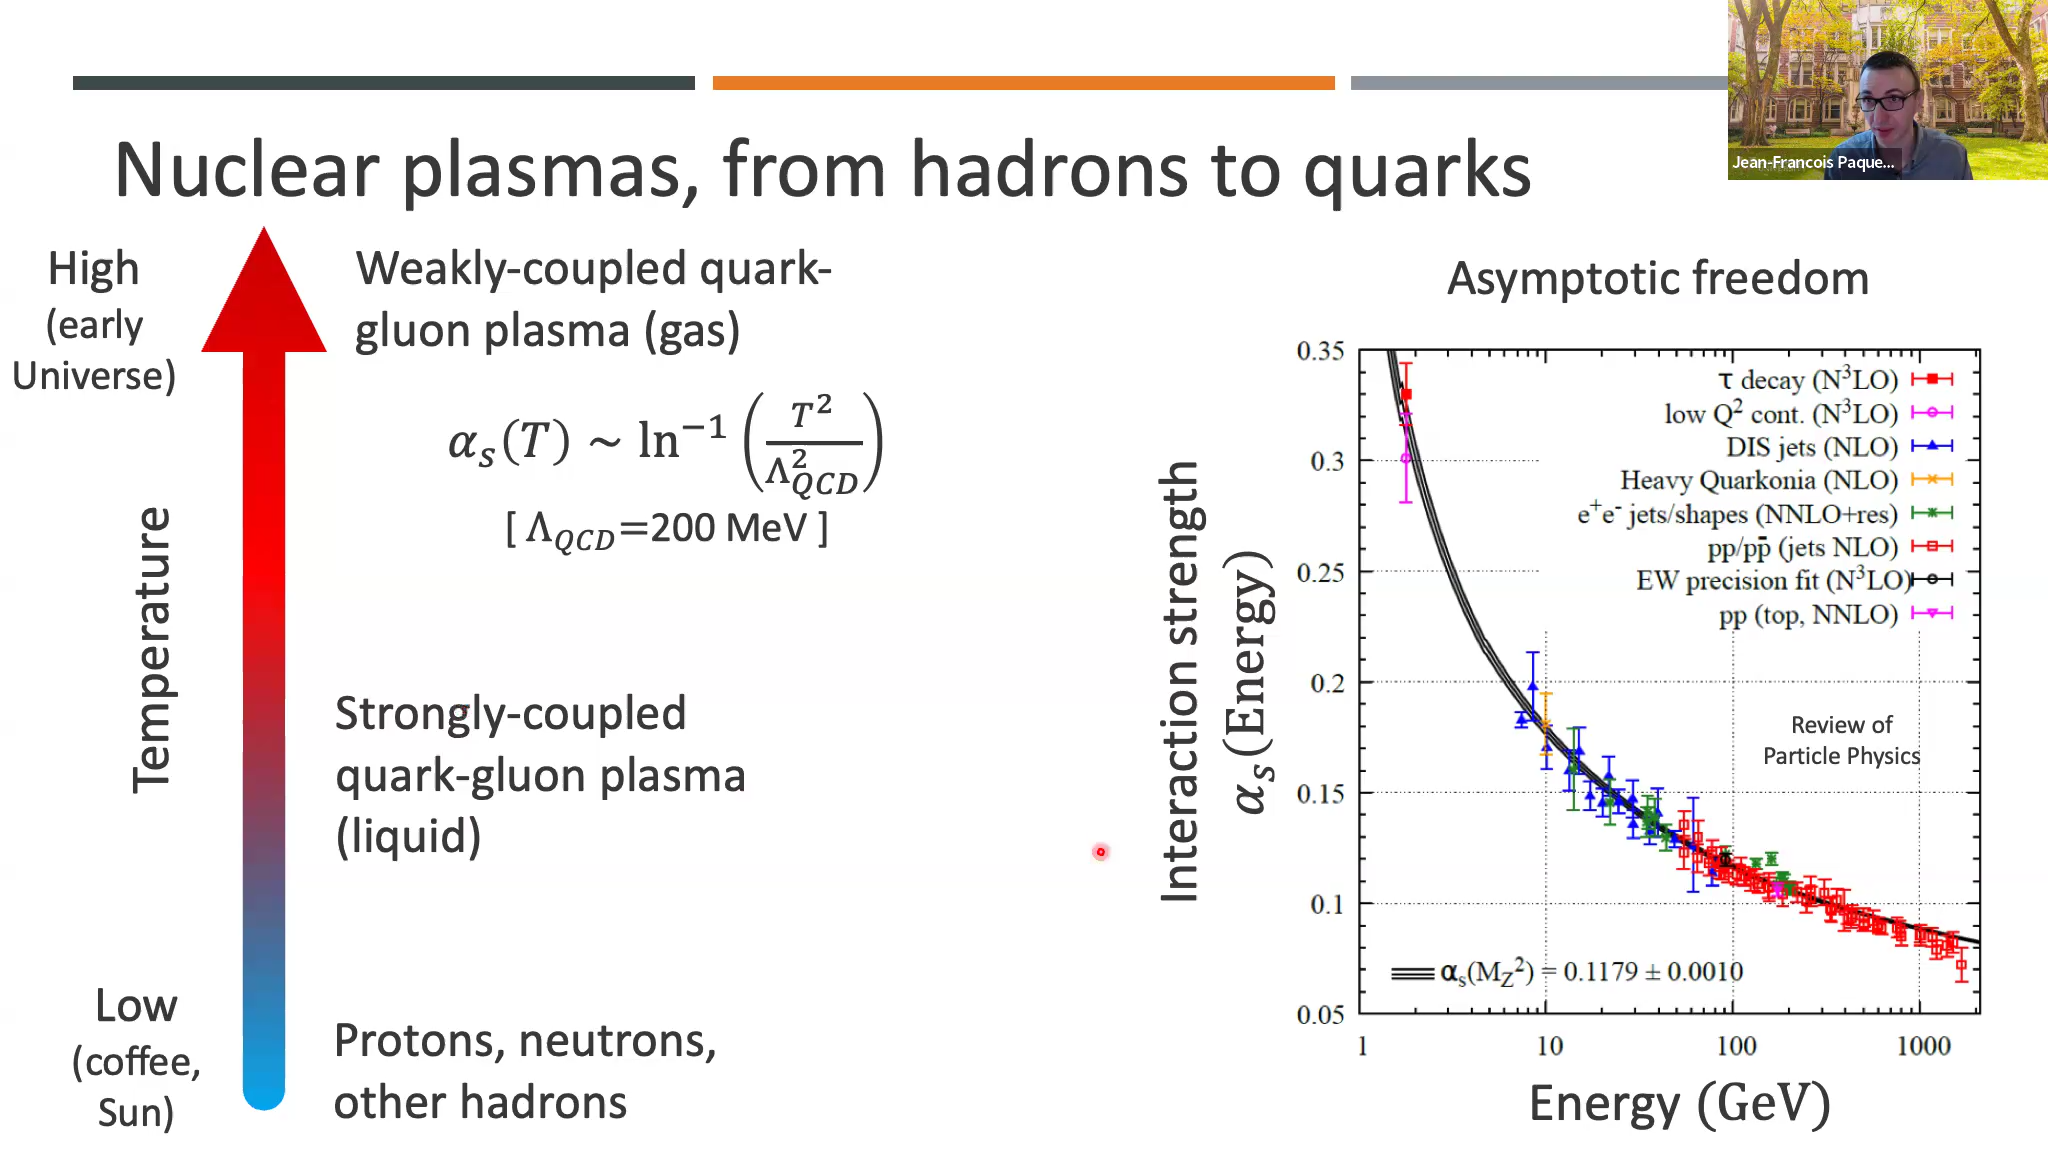 Jean-Francois Paque...
Nuclear plasmas, from hadrons to quarks
High
(early
Universe)
Temperature
Low
(coffee,
Sun)
Weakly-coupled quark-
gluon plasma (gas)
αₛ(T) ~ ln⁻¹ (T²/Λ²_QCD)
[ Λ_QCD=200 MeV ]
Strongly-coupled
quark-gluon plasma
(liquid)
Protons, neutrons,
other hadrons
Asymptotic freedom
Interaction strength
αₛ(Energy)
0.35
0.3
0.25
0.2
0.15
0.1
0.05
τ decay (N³LO)
low Q² cont. (N³LO)
DIS jets (NLO)
Heavy Quarkonia (NLO)
e⁺e⁻ jets/shapes (NNLO+res)
pp/pp̄ (jets NLO)
EW precision fit (N³LO)
pp (top, NNLO)
Review of
Particle Physics
αₛ(M_Z²) = 0.1179 ± 0.0010
1 10 100 1000
Energy (GeV)